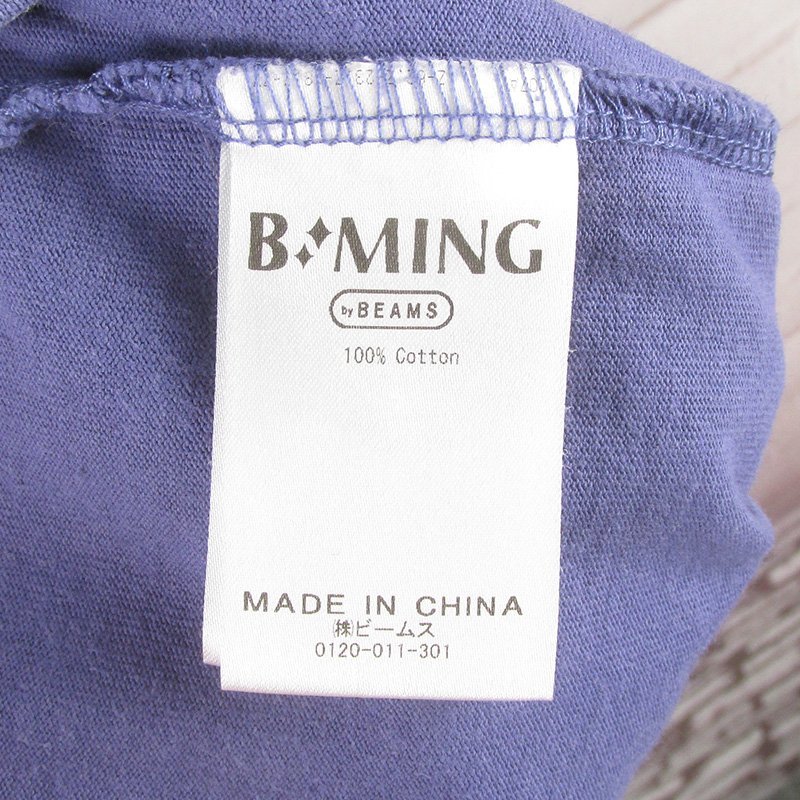 B MING
by BEAMS
100% Cotton
MADE IN CHINA
(株)ビームス
0120-011-301